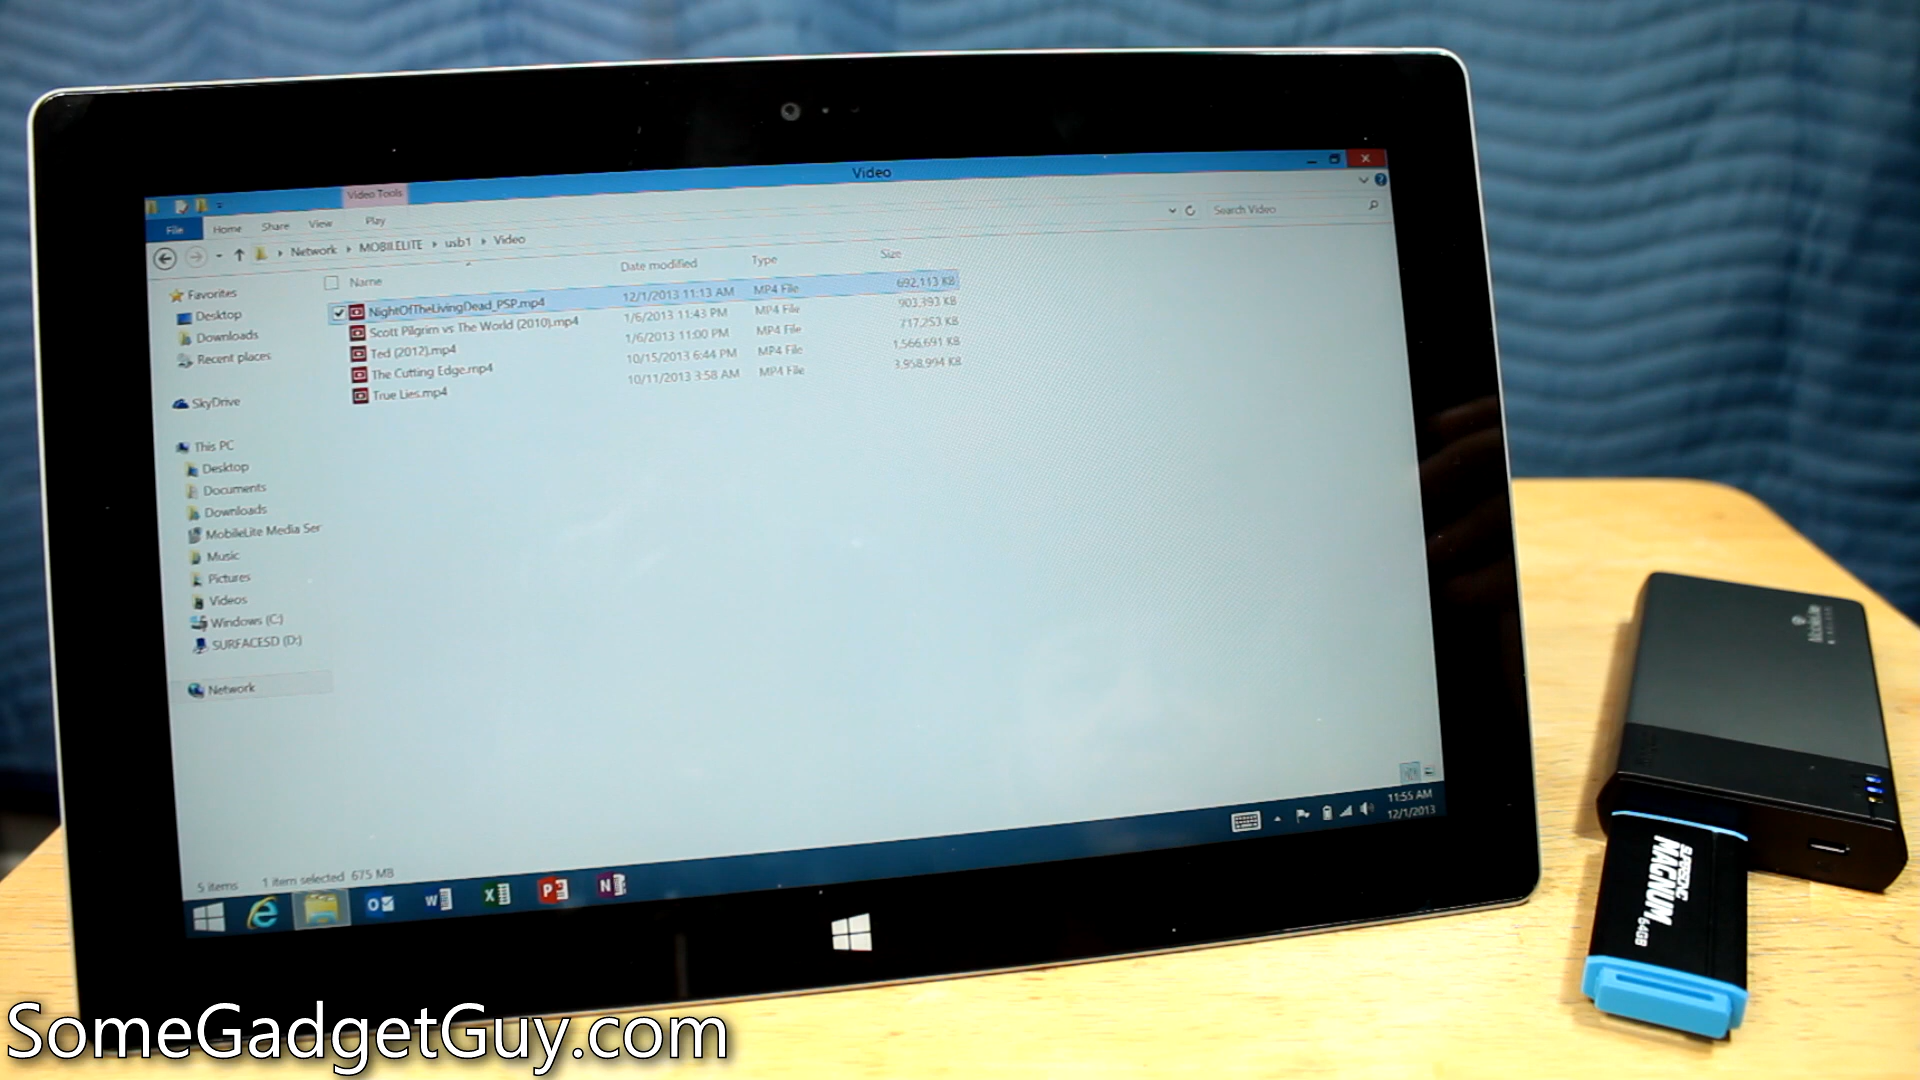 Video Tools
Video
File Home Share View Play
Network MOBILELITE usb1 Video
Search Video
Name Date modified Type Size
NightOfTheLivingDead_PSP.mp4 12/1/2013 11:13 AM MP4 File 692,113 KB
Scott Pilgrim vs The World (2010).mp4 1/6/2013 11:43 PM MP4 File 903,393 KB
Ted (2012).mp4 1/6/2013 11:00 PM MP4 File 717,253 KB
The Cutting Edge.mp4 10/15/2013 6:44 PM MP4 File 1,566,691 KB
True Lies.mp4 10/11/2013 3:58 AM MP4 File 3,958,994 KB
Favorites
Desktop
Downloads
Recent places
SkyDrive
This PC
Desktop
Documents
Downloads
MobileLite Media Ser
Music
Pictures
Videos
Windows (C:)
SURFACESD (D:)
Network
5 items 1 item selected 675 MB
11:55 AM
12/1/2013
MobileLite
SUPERSONIC
MAGNUM 64GB
SomeGadgetGuy.com